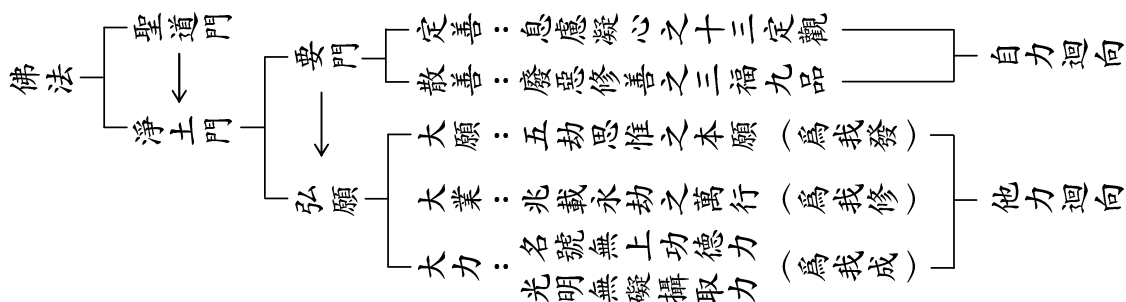 佛法
聖道門
淨土門
要門
定善：息慮凝心之十三定觀
散善：廢惡修善之三福九品
自力迴向
弘願
大願：五劫思惟之本願（為我發）
大業：兆載永劫之萬行（為我修）
大力：名號無上功德力
光明無礙攝取力
（為我成）
他力迴向